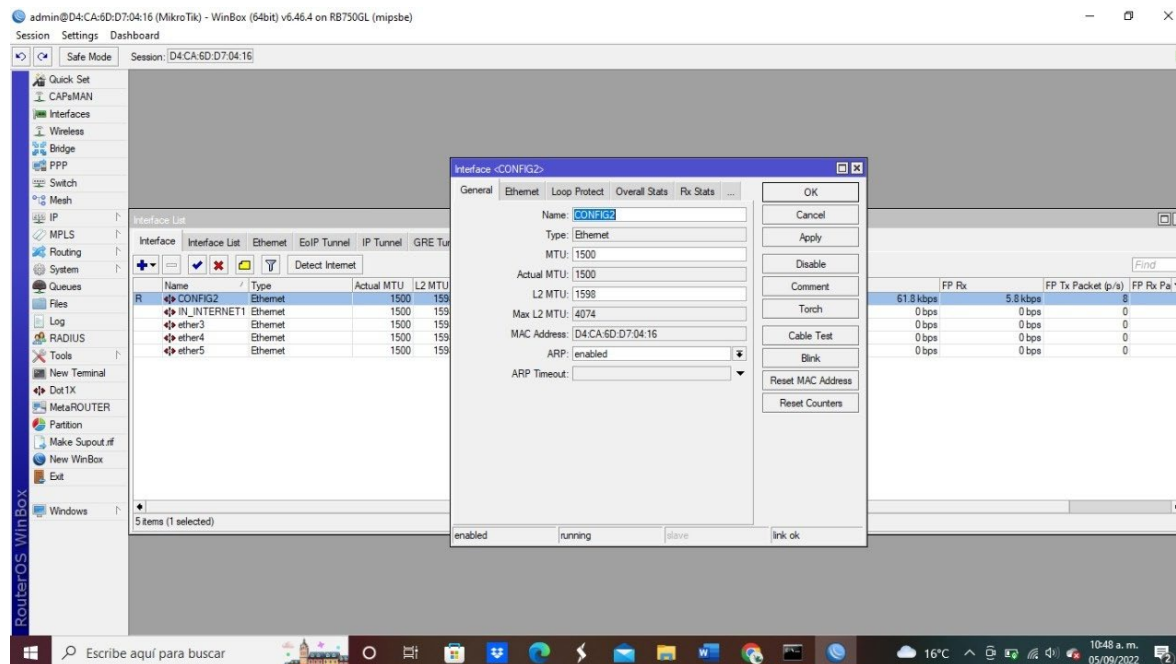 admin@D4:CA:6D:D7:04:16 (MikroTik) - WinBox (64bit) v6.46.4 on RB750GL (mipsbe)
Session Settings Dashboard
Safe Mode Session: D4:CA:6D:D7:04:16
Quick Set
CAPsMAN
Interfaces
Wireless
Bridge
PPP
Switch
Mesh
IP
MPLS
Routing
System
Queues
Files
Log
RADIUS
Tools
New Terminal
Dot1X
MetaROUTER
Partition
Make Supout.rif
New WinBox
Exit
Windows
RouterOS WinBox
Interface List
Interface Interface List Ethernet EoIP Tunnel IP Tunnel GRE Tun
Detect Internet Find
Name Type Actual MTU L2 MTU FP Rx FP Tx Packet (p/s) FP Rx Pa
R CONFIG2 Ethernet 1500 159 61.8 kbps 5.8 kbps 8
IN_INTERNET1 Ethernet 1500 159 0 bps 0 bps 0
ether3 Ethernet 1500 159 0 bps 0 bps 0
ether4 Ethernet 1500 159 0 bps 0 bps 0
ether5 Ethernet 1500 159 0 bps 0 bps 0
5 items (1 selected)
Interface <CONFIG2>
General Ethernet Loop Protect Overall Stats Rx Stats ...
Name: CONFIG2
Type: Ethernet
MTU: 1500
Actual MTU: 1500
L2 MTU: 1598
Max L2 MTU: 4074
MAC Address: D4:CA:6D:D7:04:16
ARP: enabled
ARP Timeout:
OK
Cancel
Apply
Disable
Comment
Torch
Cable Test
Blink
Reset MAC Address
Reset Counters
enabled running slave link ok
Escribe aquí para buscar
16°C
10:48 a. m.
05/09/2022